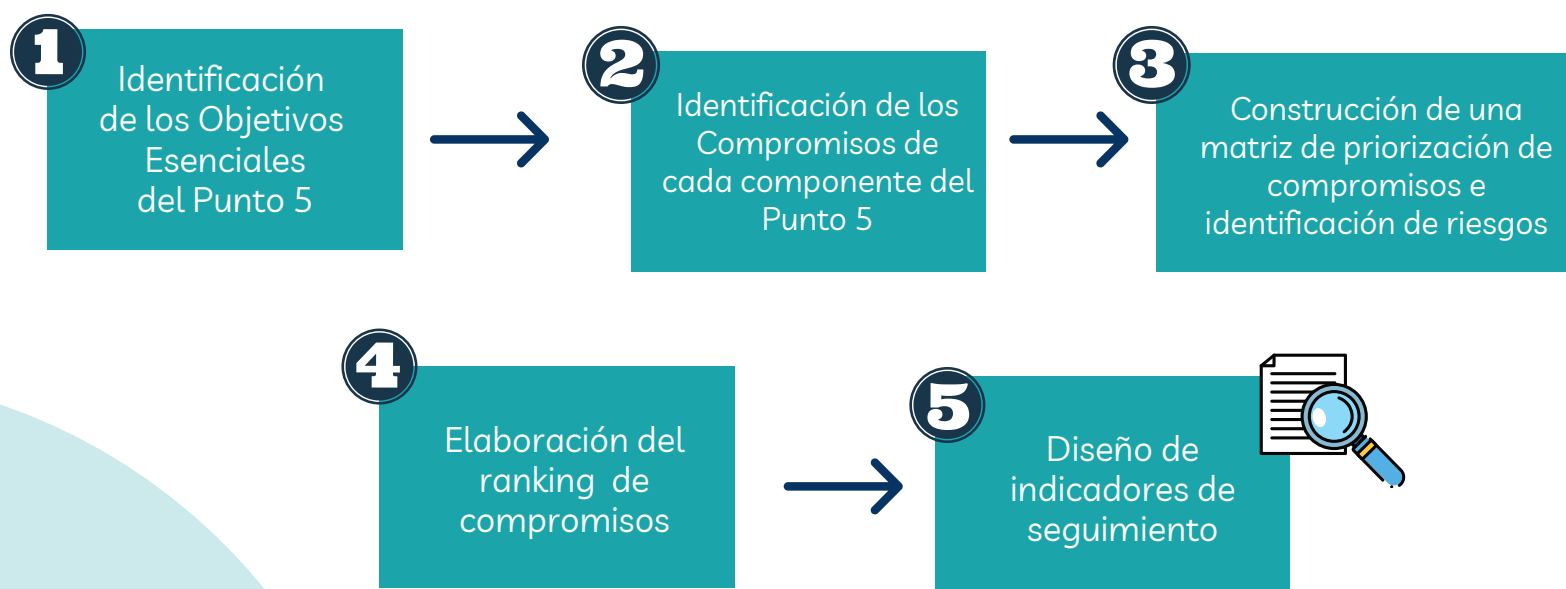 1
Identificación
de los Objetivos
Esenciales
del Punto 5
2
Identificación de los
Compromisos de
cada componente del
Punto 5
3
Construcción de una
matriz de priorización de
compromisos e
identificación de riesgos
4
Elaboración del
ranking de
compromisos
5
Diseño de
indicadores de
seguimiento